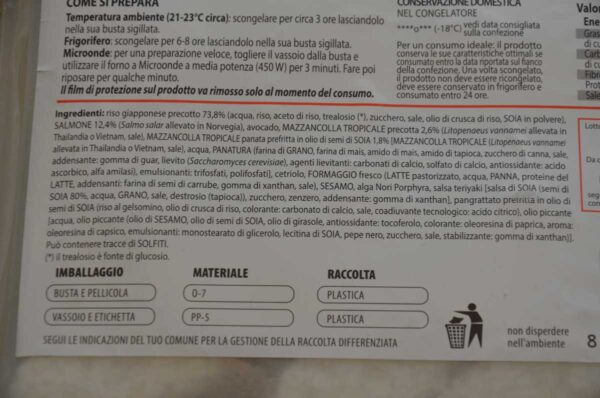 COME SI PREPARA
Temperatura ambiente (21-23°C circa): scongelare per circa 3 ore lasciandolo
nella sua busta sigillata.
Frigorifero: scongelare per 6-8 ore lasciandolo nella sua busta sigillata.
Microonde: per una preparazione veloce, togliere il vassoio dalla busta e
utilizzare il forno a Microonde a media potenza (450 W) per 3 minuti. Fare poi
riposare per qualche minuto.
Il film di protezione sul prodotto va rimosso solo al momento del consumo.
CONSERVAZIONE DOMESTICA
NEL CONGELATORE
****o*** (-18°C) vedi data consigliata
sulla confezione
Per un consumo ideale: il prodotto
conserva le sue caratteristiche ottimali se
consumato entro la data riportata sul fianco
della confezione. Una volta scongelato,
il prodotto non deve essere ricongelato,
deve essere conservato in frigorifero e
consumato entro 24 ore.
Valor
Ene
Gras
di cu
Carb
di cu
Fibr
Prot
Sale
Lotto
Da c
seg
Ingredienti: riso giapponese precotto 73,8% (acqua, riso, aceto di riso, trealosio (*), zucchero, sale, olio di crusca di riso, SOIA in polvere),
SALMONE 12,4% (Salmo salar allevato in Norvegia), avocado, MAZZANCOLLA TROPICALE precotta 2,6% (Litopenaeus vannamei allevata in
Thailandia o Vietnam, sale), MAZZANCOLLA TROPICALE panata prefritta in olio di semi di SOIA 1,8% [MAZZANCOLLA TROPICALE (Litopenaeus vannamei
allevata in Thailandia o Vietnam, sale), acqua, PANATURA (farina di GRANO, farina di mais, amido di mais, amido di tapioca, zucchero di canna, sale,
addensante: gomma di guar, lievito (Saccharomyces cerevisiae), agenti lievitanti: carbonati di calcio, solfato di calcio, antiossidante: acido
ascorbico, alfa amilasi), emulsionanti: trifosfati, polifosfati], cetriolo, FORMAGGIO FRESCO (LATTE pastorizzato, acqua, PANNA, proteine del
LATTE, addensanti: farina di semi di carrube, gomma di xanthan, sale), SESAMO, alga Nori Porphyra, salsa teriyaki [salsa di SOIA (semi di
SOIA 80%, acqua, GRANO, sale, destrosio (tapioca)), zucchero, zenzero, addensante: gomma di xanthan], pangrattato prefritto in olio di
semi di SOIA (riso al gelsomino, olio di crusca di riso, colorante: carbonato di calcio, sale, coadiuvante tecnologico: acido citrico), olio piccante
[acqua, olio piccante (olio di SESAMO, olio di semi di SOIA, olio di girasole, antiossidante: tocoferolo, colorante: oleoresina di paprica, aroma:
oleoresina di capsico, emulsionanti: monostearato di glicerolo, lecitina di SOIA, pepe nero, zucchero, sale, stabilizzante: gomma di xanthan)].
Può contenere tracce di SOLFITI.
(*) il trealosio è fonte di glucosio.
IMBALLAGGIO MATERIALE RACCOLTA
BUSTA E PELLICOLA O-7 PLASTICA
VASSOIO E ETICHETTA PP-5 PLASTICA
SEGUI LE INDICAZIONI DEL TUO COMUNE PER LA GESTIONE DELLA RACCOLTA DIFFERENZIATA
non disperdere
nell'ambiente
8